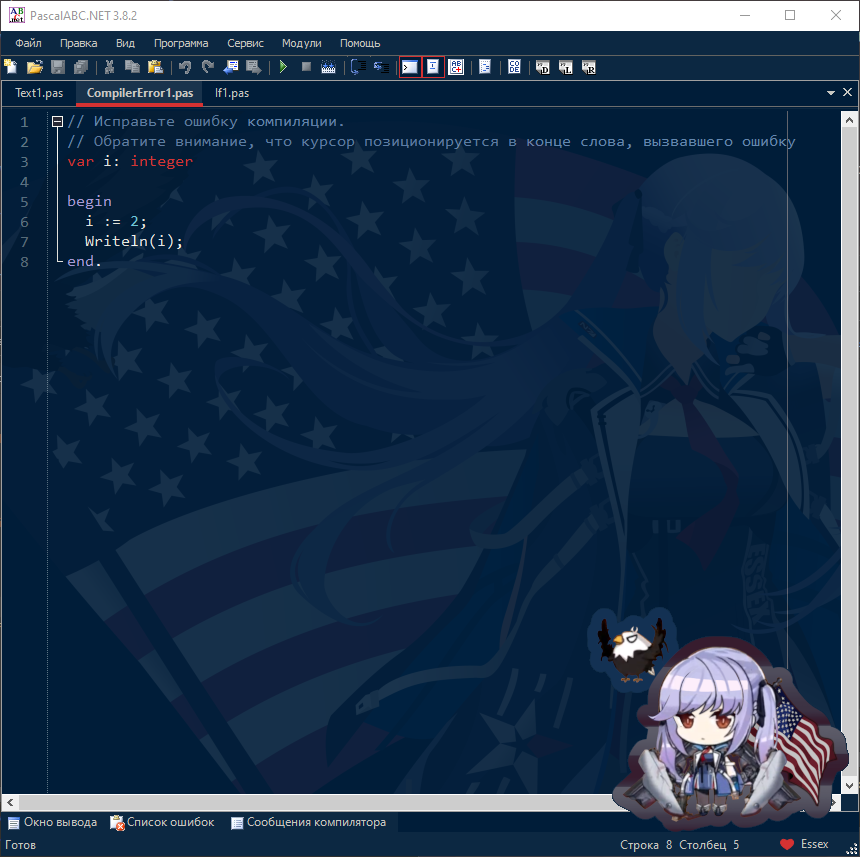 PascalABC.NET 3.8.2
Файл Правка Вид Программа Сервис Модули Помощь
Text1.pas CompilerError1.pas If1.pas
1 // Исправьте ошибку компиляции.
2 // Обратите внимание, что курсор позиционируется в конце слова, вызвавшего ошибку
3 var i: integer
4
5 begin
6 i := 2;
7 Writeln(i);
8 end.
Окно вывода Список ошибок Сообщения компилятора
Готов Строка 8 Столбец 5 Essex